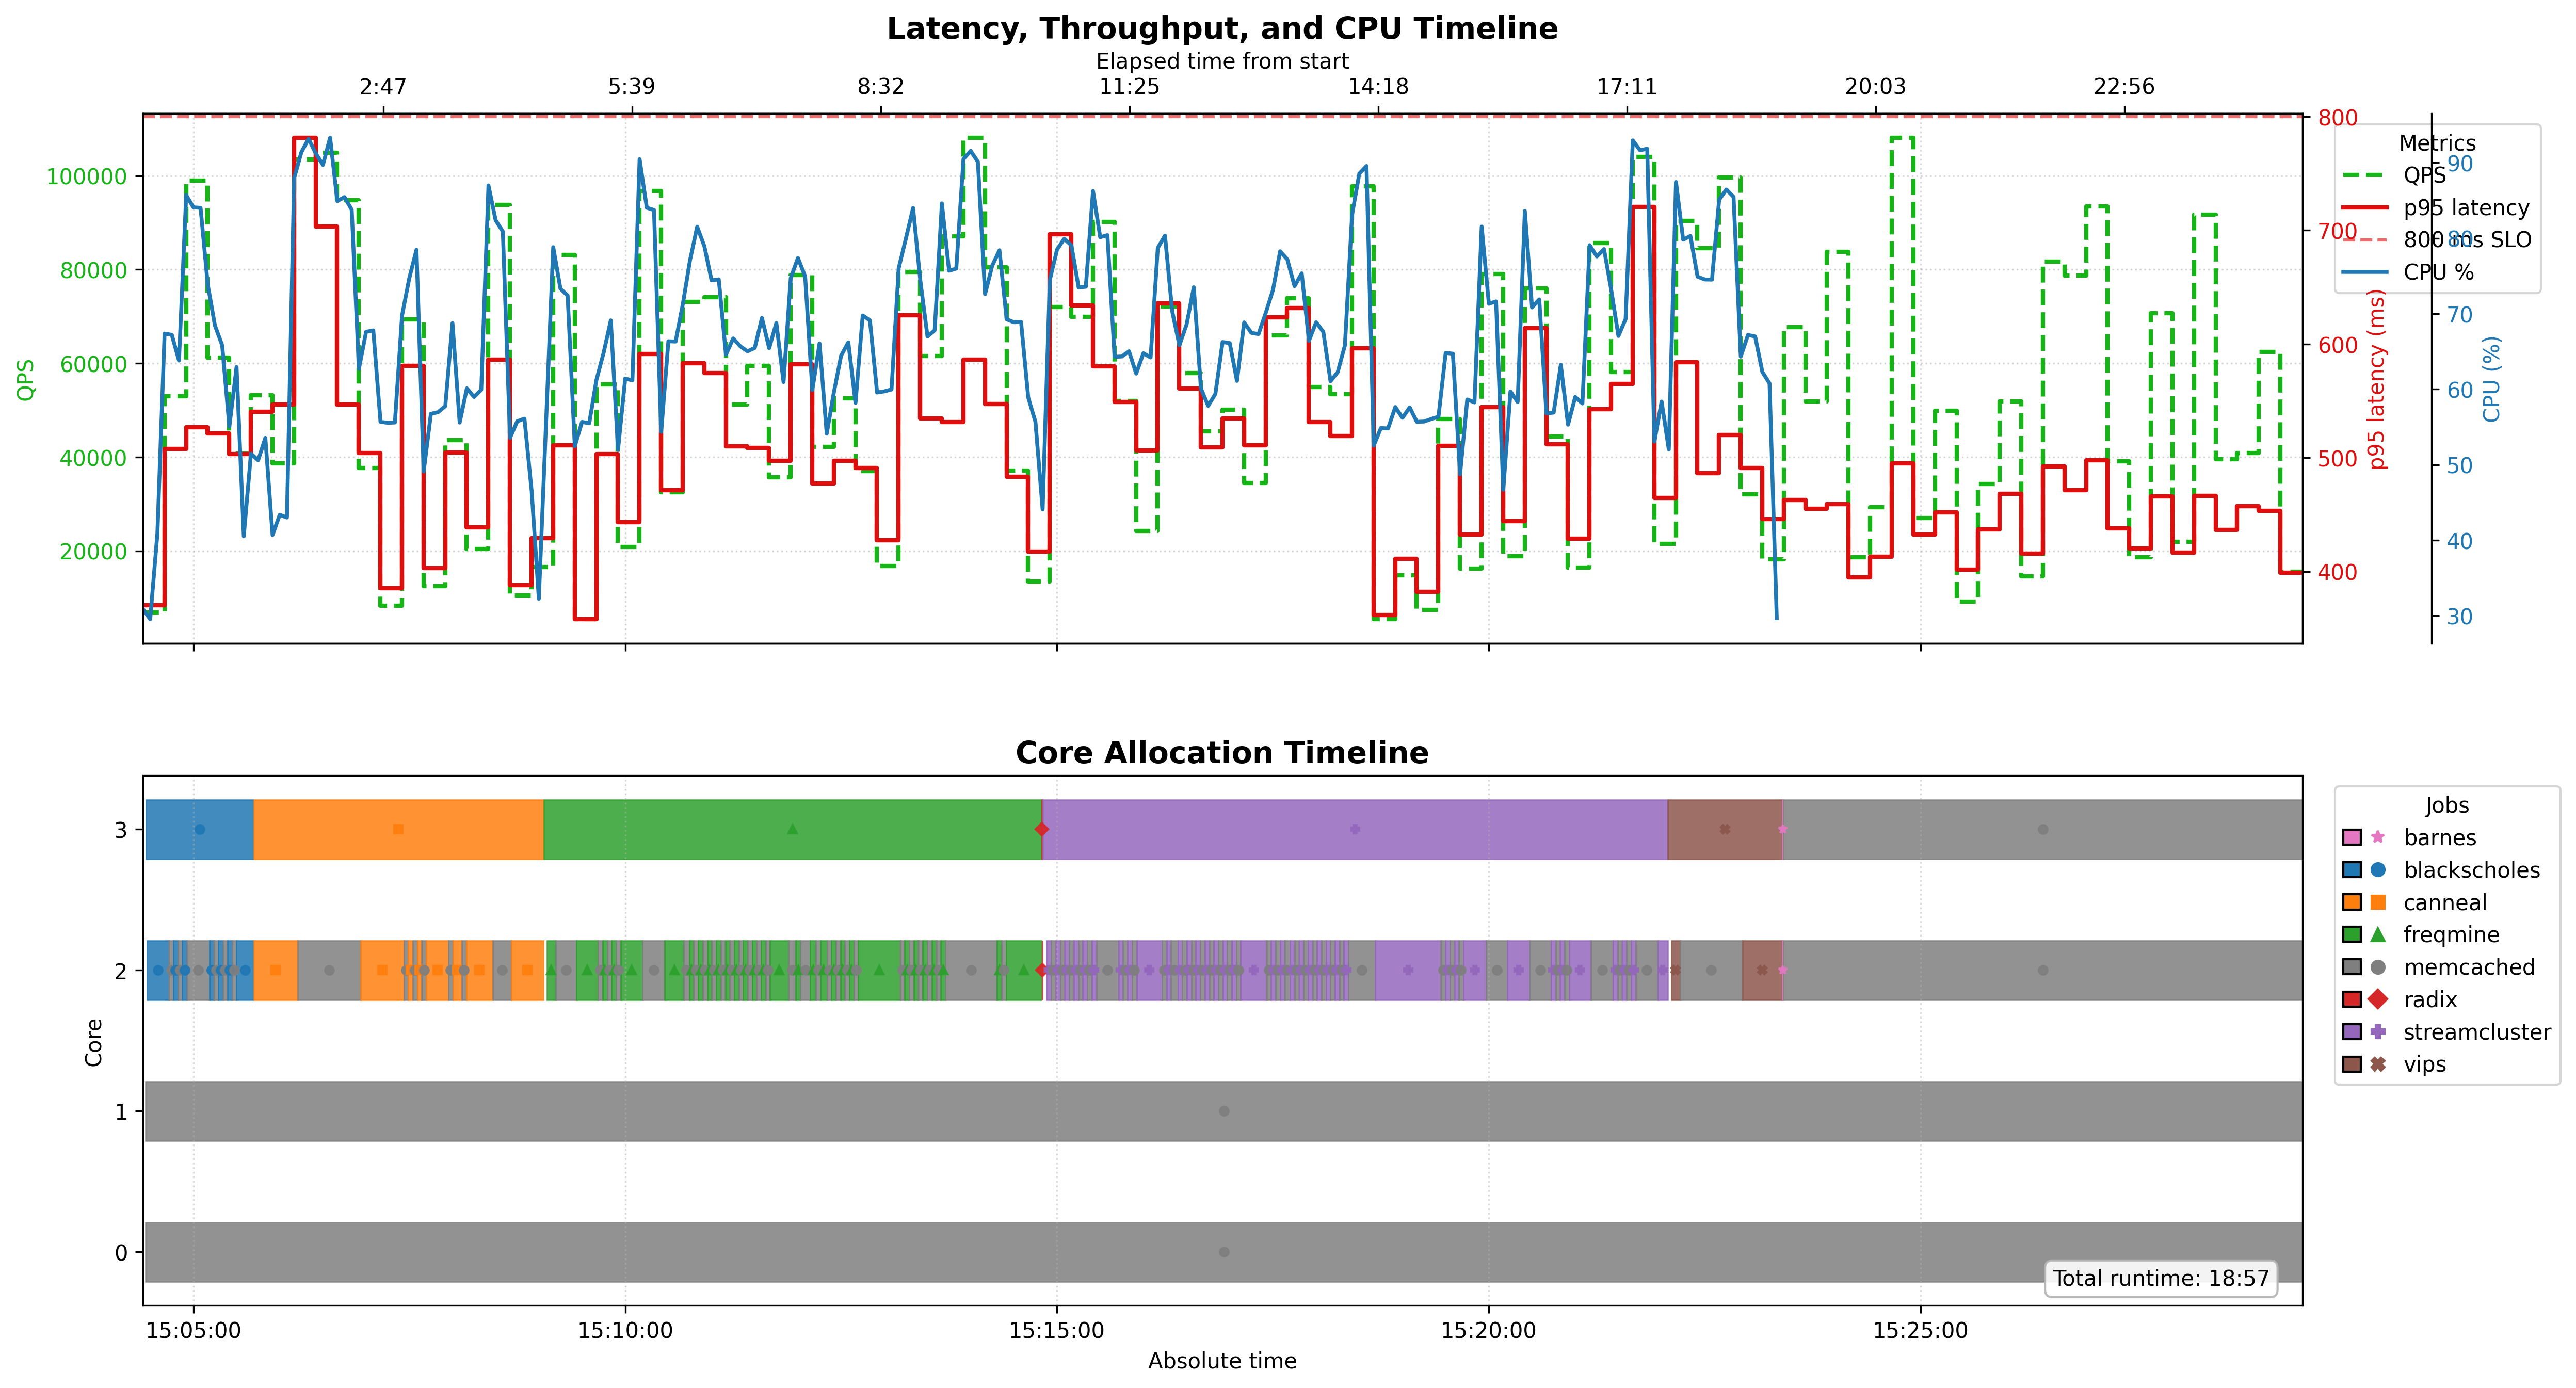 Latency, Throughput, and CPU Timeline
Elapsed time from start
2:47 5:39 8:32 11:25 14:18 17:11 20:03 22:56
QPS
100000
80000
60000
40000
20000
800
700
600
500
400
p95 latency (ms)
90
80
70
60
50
40
30
CPU (%)
Metrics
QPS
p95 latency
800 ms SLO
CPU %
Core Allocation Timeline
Core
3
2
1
0
Total runtime: 18:57
15:05:00 15:10:00 15:15:00 15:20:00 15:25:00
Absolute time
Jobs
barnes
blackscholes
canneal
freqmine
memcached
radix
streamcluster
vips